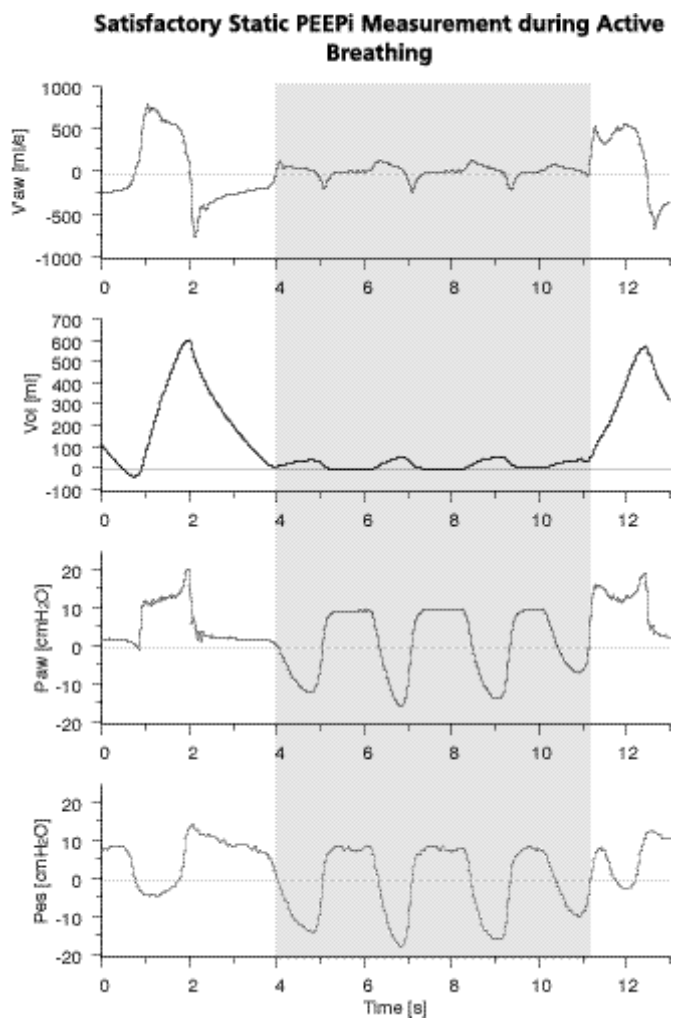 Satisfactory Static PEEPi Measurement during Active
Breathing
1000
500
0
-500
-1000
V'aw [ml/s]
0 2 4 6 8 10 12
700
600
500
400
300
200
100
0
-100
Vol [ml]
0 2 4 6 8 10 12
20
10
0
-10
-20
Paw [cmH2O]
0 2 4 6 8 10 12
20
10
0
-10
-20
Pes [cmH2O]
0 2 4 6 8 10 12
Time [s]